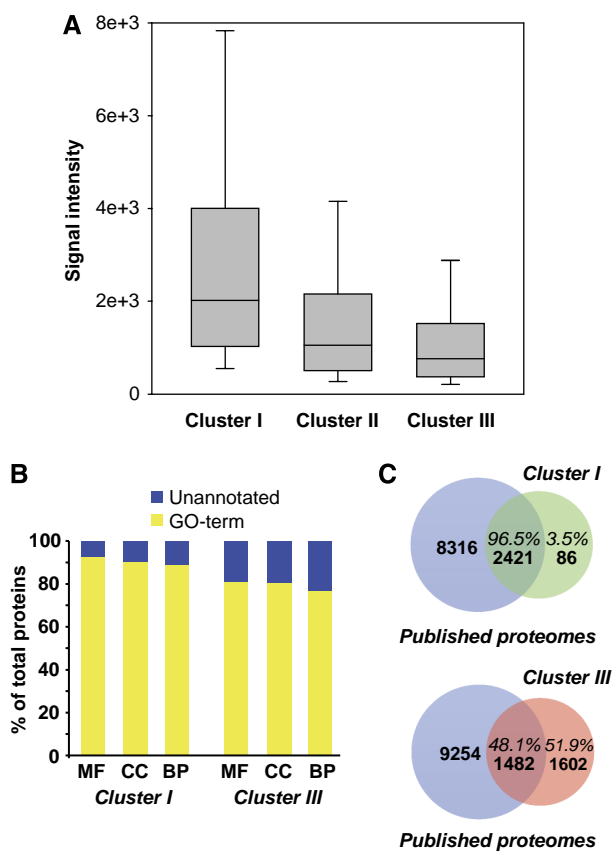 A
8e+3
6e+3
4e+3
2e+3
0
Signal intensity
Cluster I Cluster II Cluster III
B
Unannotated
GO-term
100
80
60
40
20
0
% of total proteins
MF CC BP MF CC BP
Cluster I Cluster III
C
Cluster I
96.5% 3.5%
8316 2421 86
Published proteomes
Cluster III
48.1% 51.9%
9254 1482 1602
Published proteomes